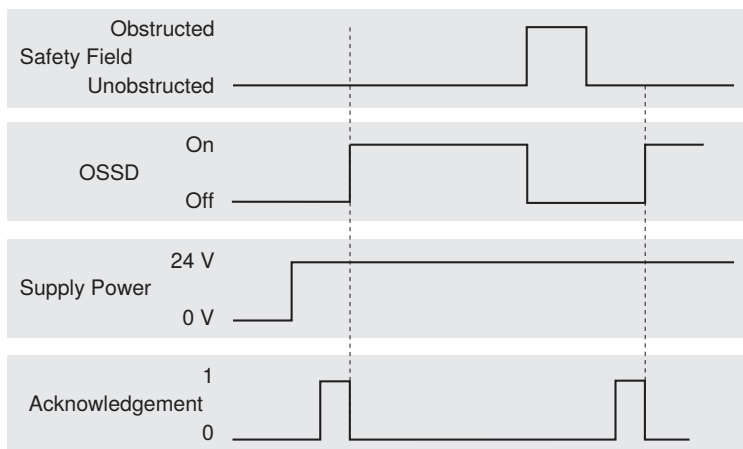 Obstructed
Safety Field
Unobstructed
On
OSSD
Off
24 V
Supply Power
0 V
1
Acknowledgement
0